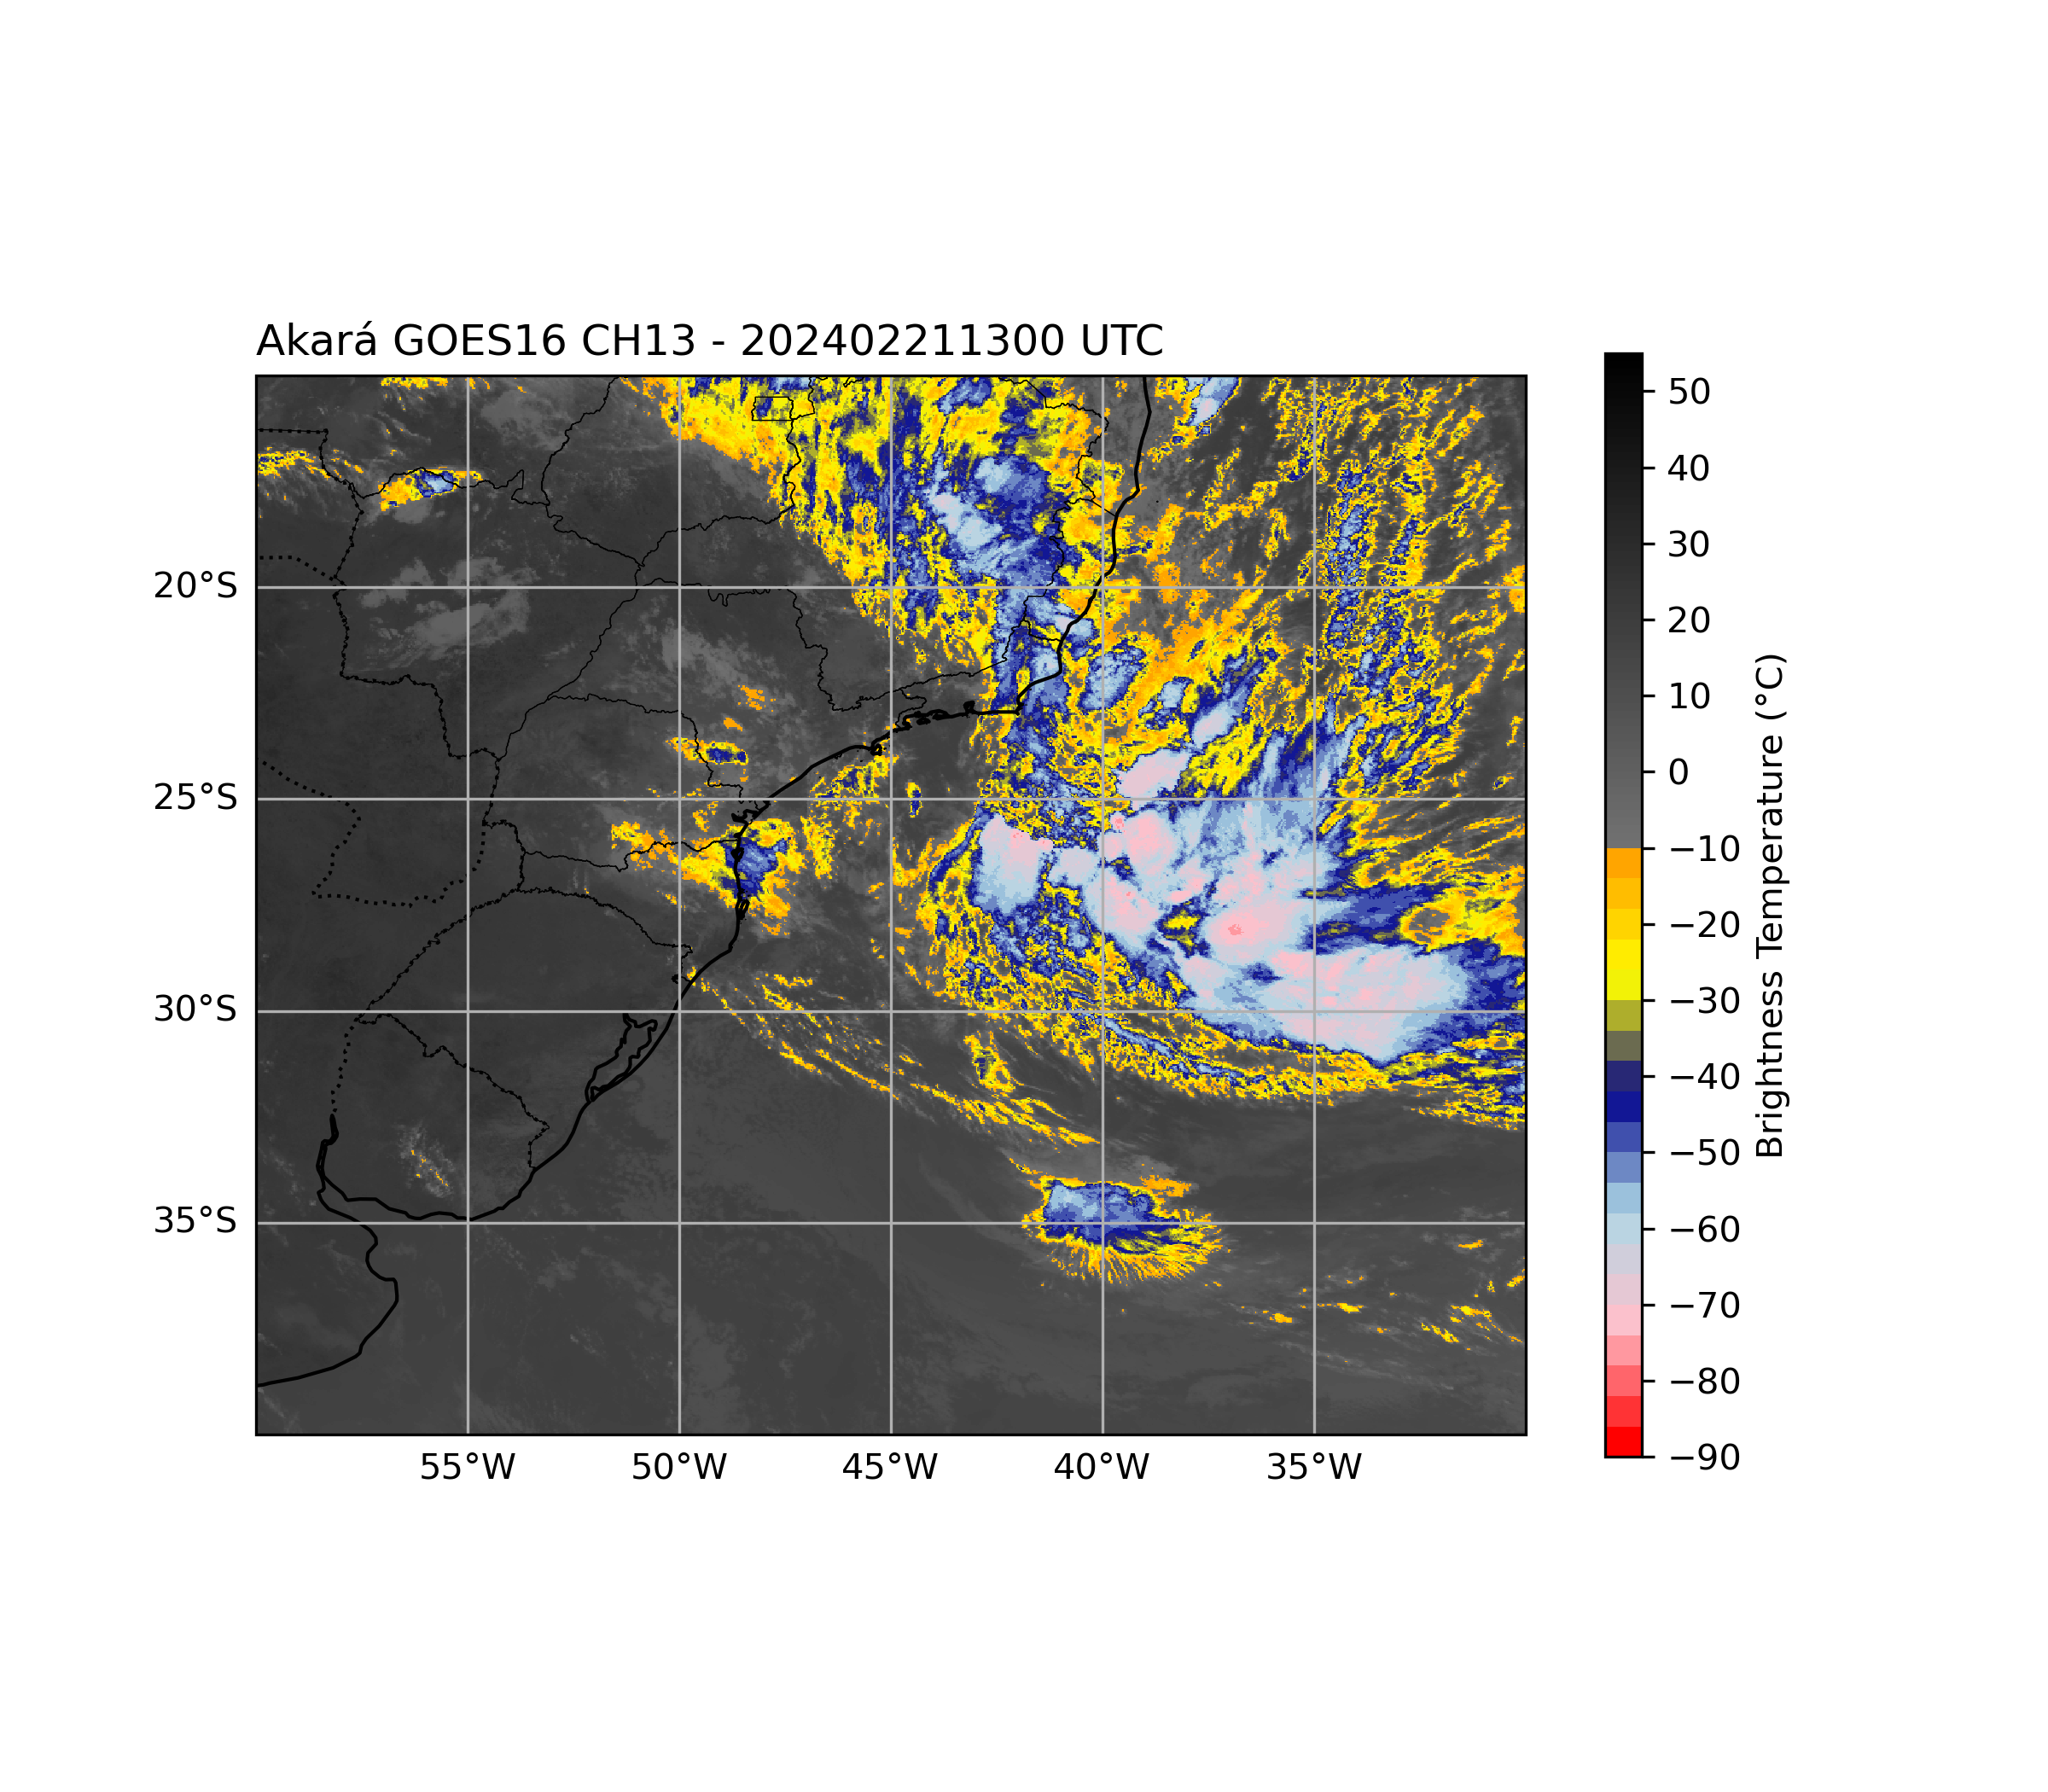 Akará GOES16 CH13 - 202402211300 UTC
20°S
25°S
30°S
35°S
55°W
50°W
45°W
40°W
35°W
50
40
30
20
10
0
−10
−20
−30
−40
−50
−60
−70
−80
−90
Brightness Temperature (°C)